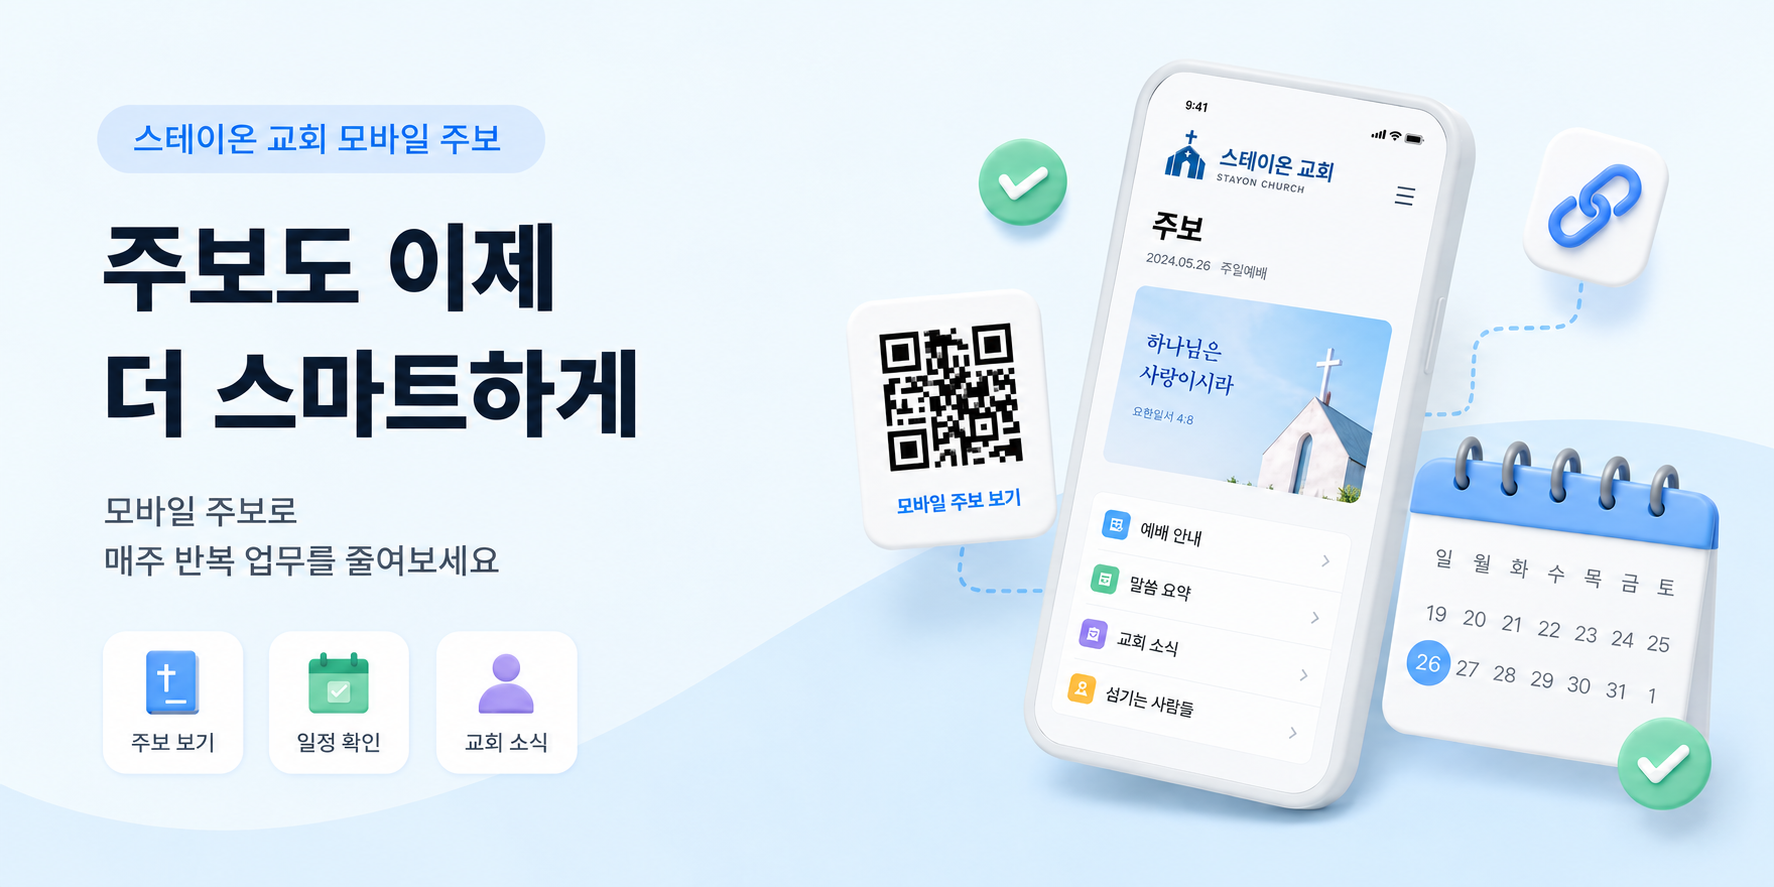 스테이온 교회 모바일 주보
주보도 이제
더 스마트하게
모바일 주보로
매주 반복 업무를 줄여보세요
주보 보기
일정 확인
교회 소식
모바일 주보 보기
9:41
스테이온 교회
STAYON CHURCH
주보
2024.05.26 주일예배
하나님은
사랑이시라
요한일서 4:8
예배 안내
말씀 요약
교회 소식
섬기는 사람들
일 월 화 수 목 금 토
19 20 21 22 23 24 25
26 27 28 29 30 31 1